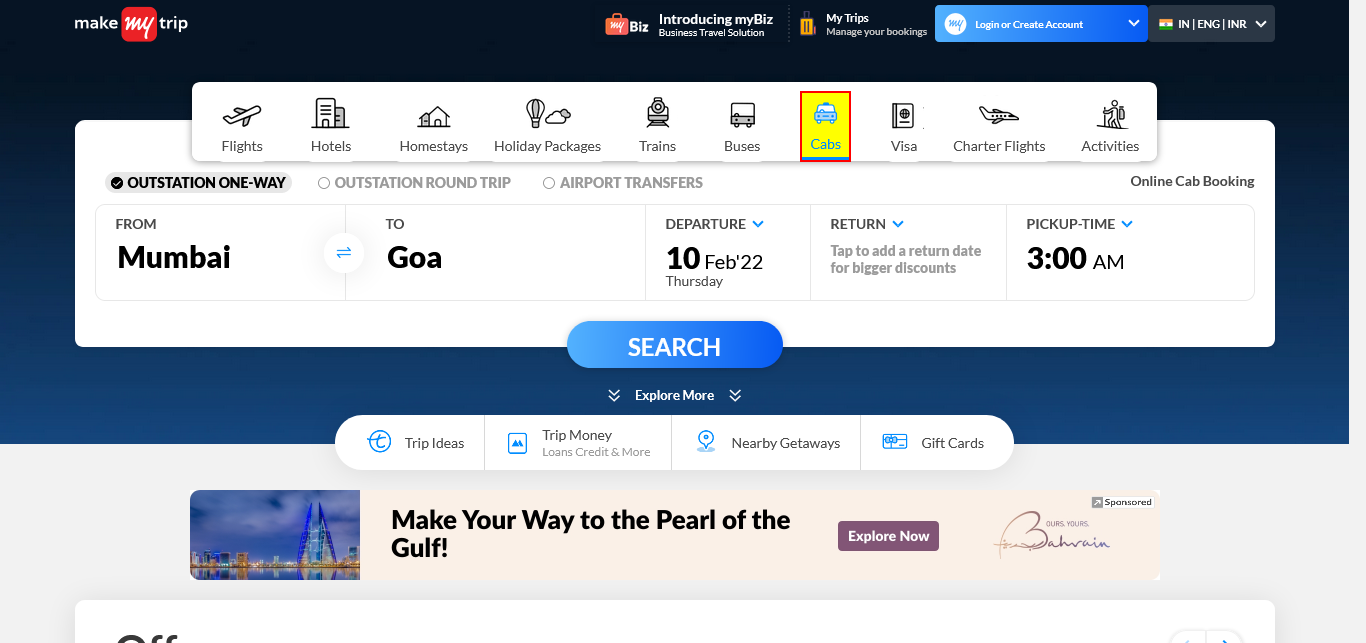 make my trip
my Biz
Introducing myBiz
Business Travel Solution
My Trips
Manage your bookings
my
Login or Create Account
IN | ENG | INR
Flights
Hotels
Homestays
Holiday Packages
Trains
Buses
Cabs
Visa
Charter Flights
Activities
OUTSTATION ONE-WAY
OUTSTATION ROUND TRIP
AIRPORT TRANSFERS
Online Cab Booking
FROM
Mumbai
TO
Goa
DEPARTURE
10 Feb'22
Thursday
RETURN
Tap to add a return date
for bigger discounts
PICKUP-TIME
3:00 AM
SEARCH
Explore More
Trip Ideas
Trip Money
Loans Credit & More
Nearby Getaways
Gift Cards
Make Your Way to the Pearl of the
Gulf!
Explore Now
Sponsored
OURS. YOURS.
Bahrain